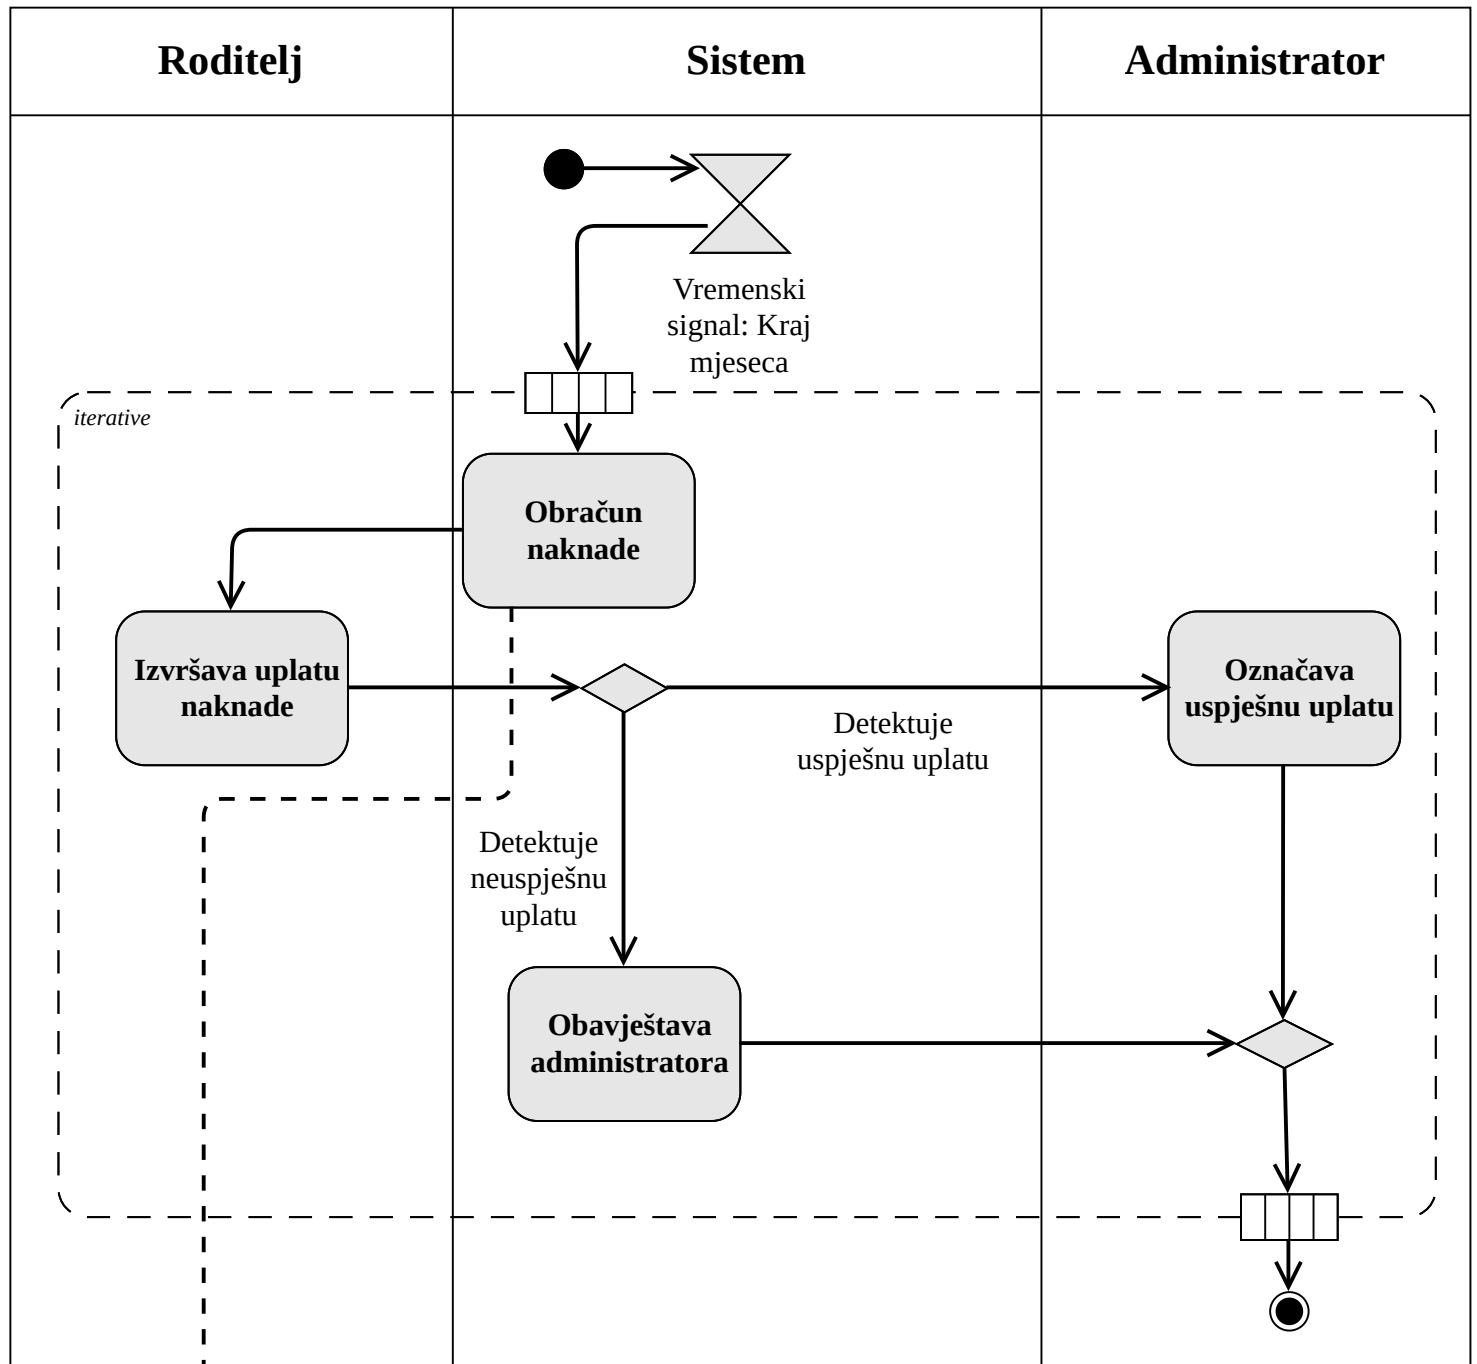 Roditelj
Sistem
Administrator
Vremenski
signal: Kraj
mjeseca
iterative
Obračun
naknade
Izvršava uplatu
naknade
Označava
uspješnu uplatu
Detektuje
uspješnu uplatu
Detektuje
neuspješnu
uplatu
Obavještava
administratora